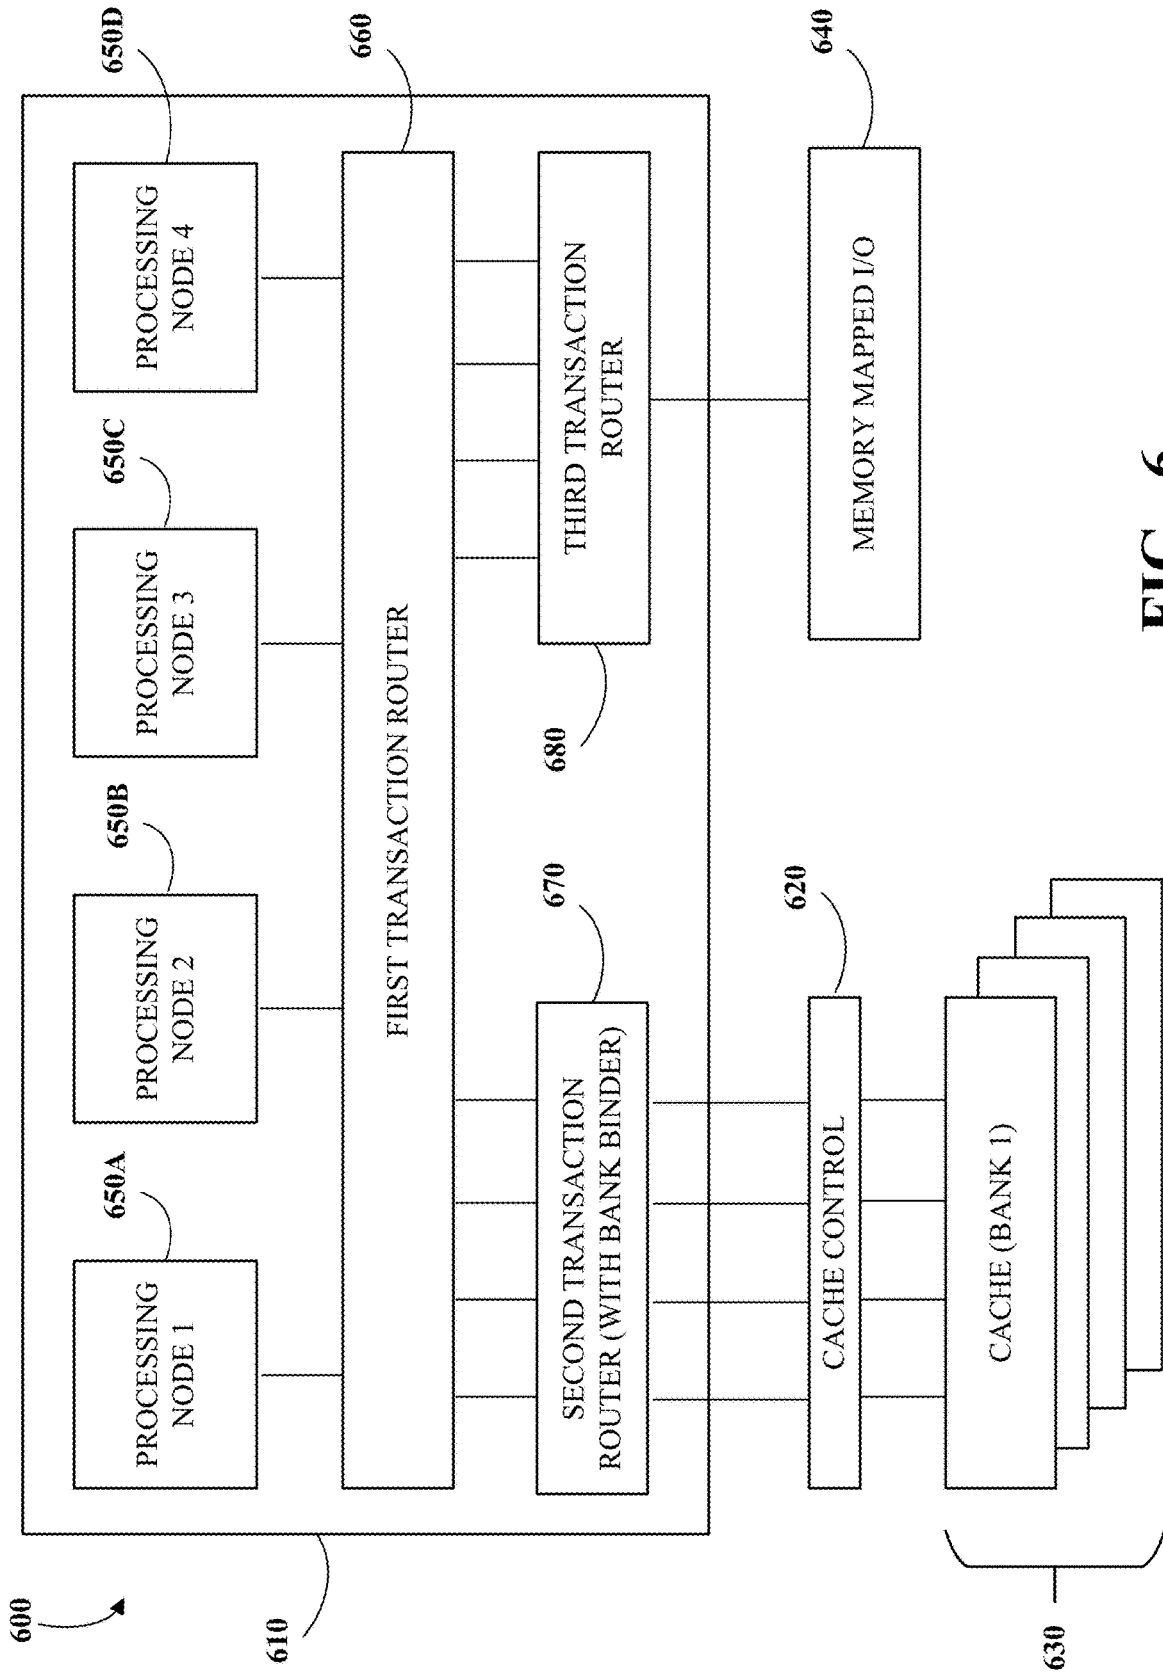 600
610
650A
650B
650C
650D
PROCESSING
NODE 1
PROCESSING
NODE 2
PROCESSING
NODE 3
PROCESSING
NODE 4
660
FIRST TRANSACTION ROUTER
670
SECOND TRANSACTION
ROUTER (WITH BANK BINDER)
680
THIRD TRANSACTION
ROUTER
620
CACHE CONTROL
640
MEMORY MAPPED I/O
630
CACHE (BANK 1)